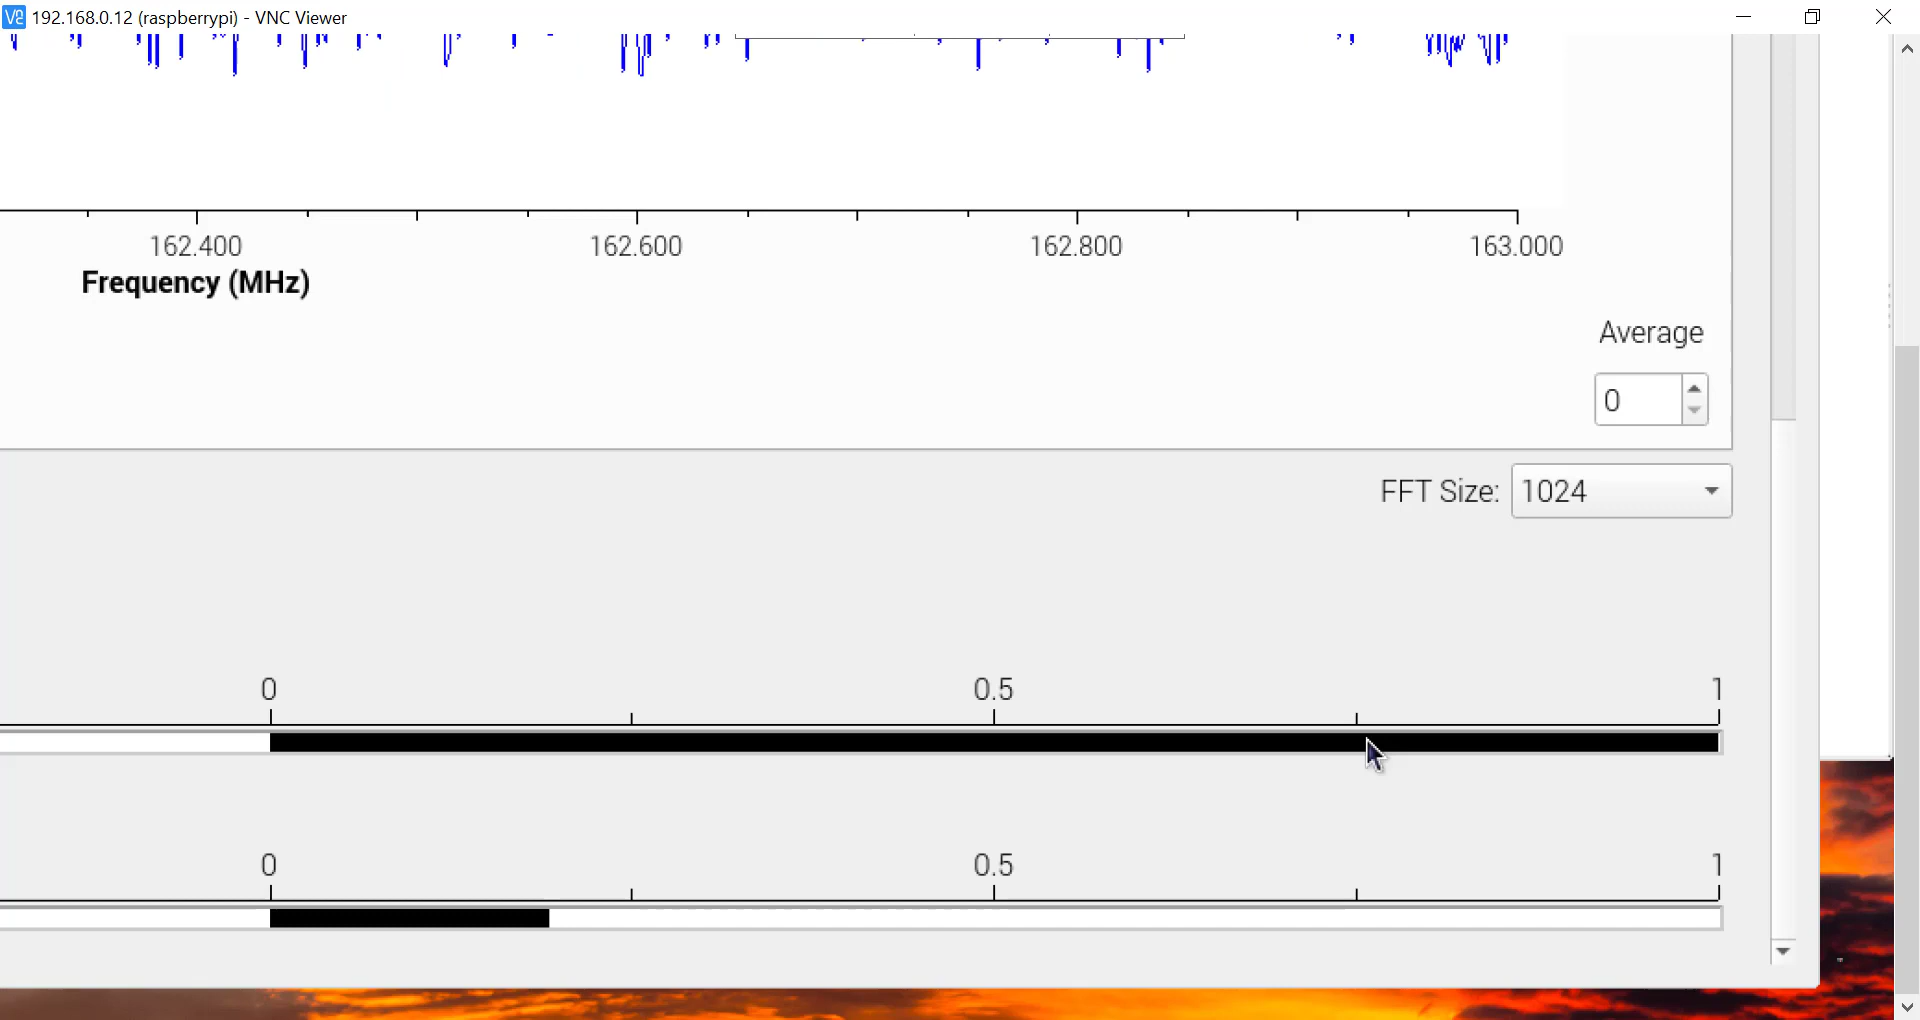 192.168.0.12 (raspberrypi) - VNC Viewer
162.400 162.600 162.800 163.000
Frequency (MHz)
Average
0
FFT Size: 1024
0 0.5 1
0 0.5 1